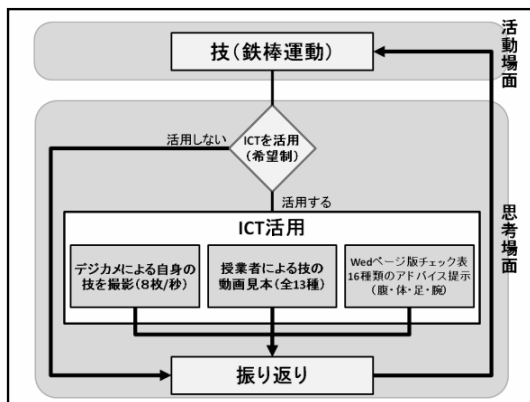 技(鉄棒運動)
活動場面
ICTを活用
(希望制)
活用しない
活用する
ICT活用
デジカメによる自身の
技を撮影(8枚/秒)
授業者による技の
動画見本(全13種)
Wedページ版チェック表
16種類のアドバイス提示
(腹・体・足・腕)
思考場面
振り返り